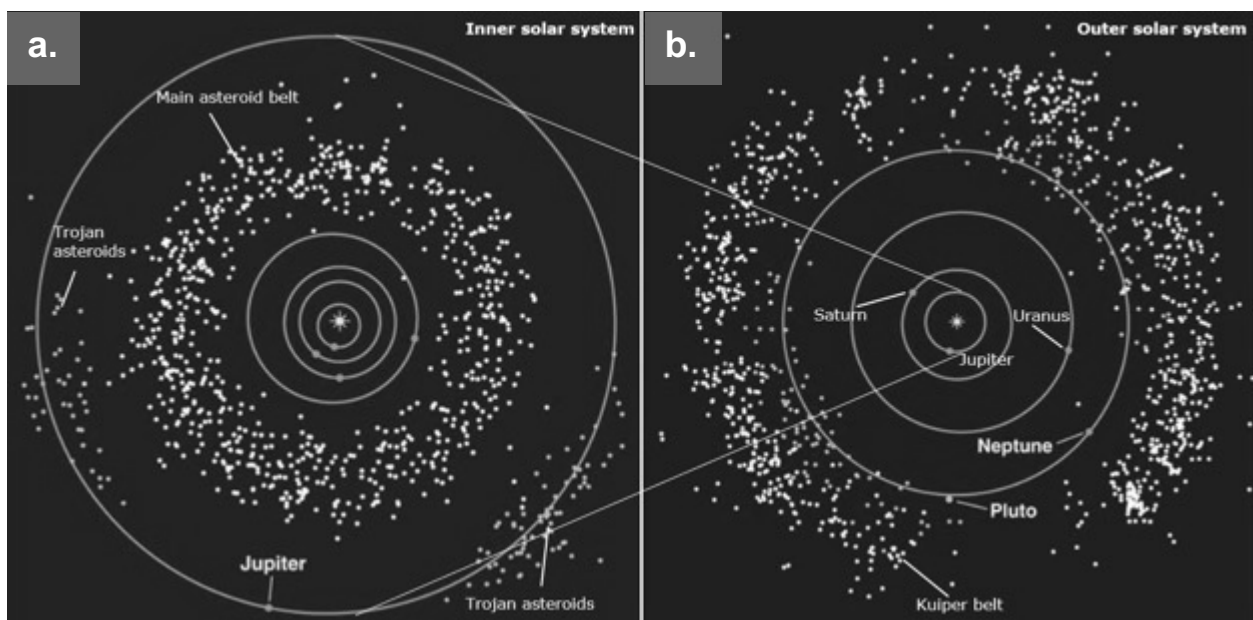 a.
Inner solar system
Main asteroid belt
Trojan
asteroids
Jupiter
Trojan asteroids
b.
Outer solar system
Saturn
Uranus
Jupiter
Neptune
Pluto
Kuiper belt